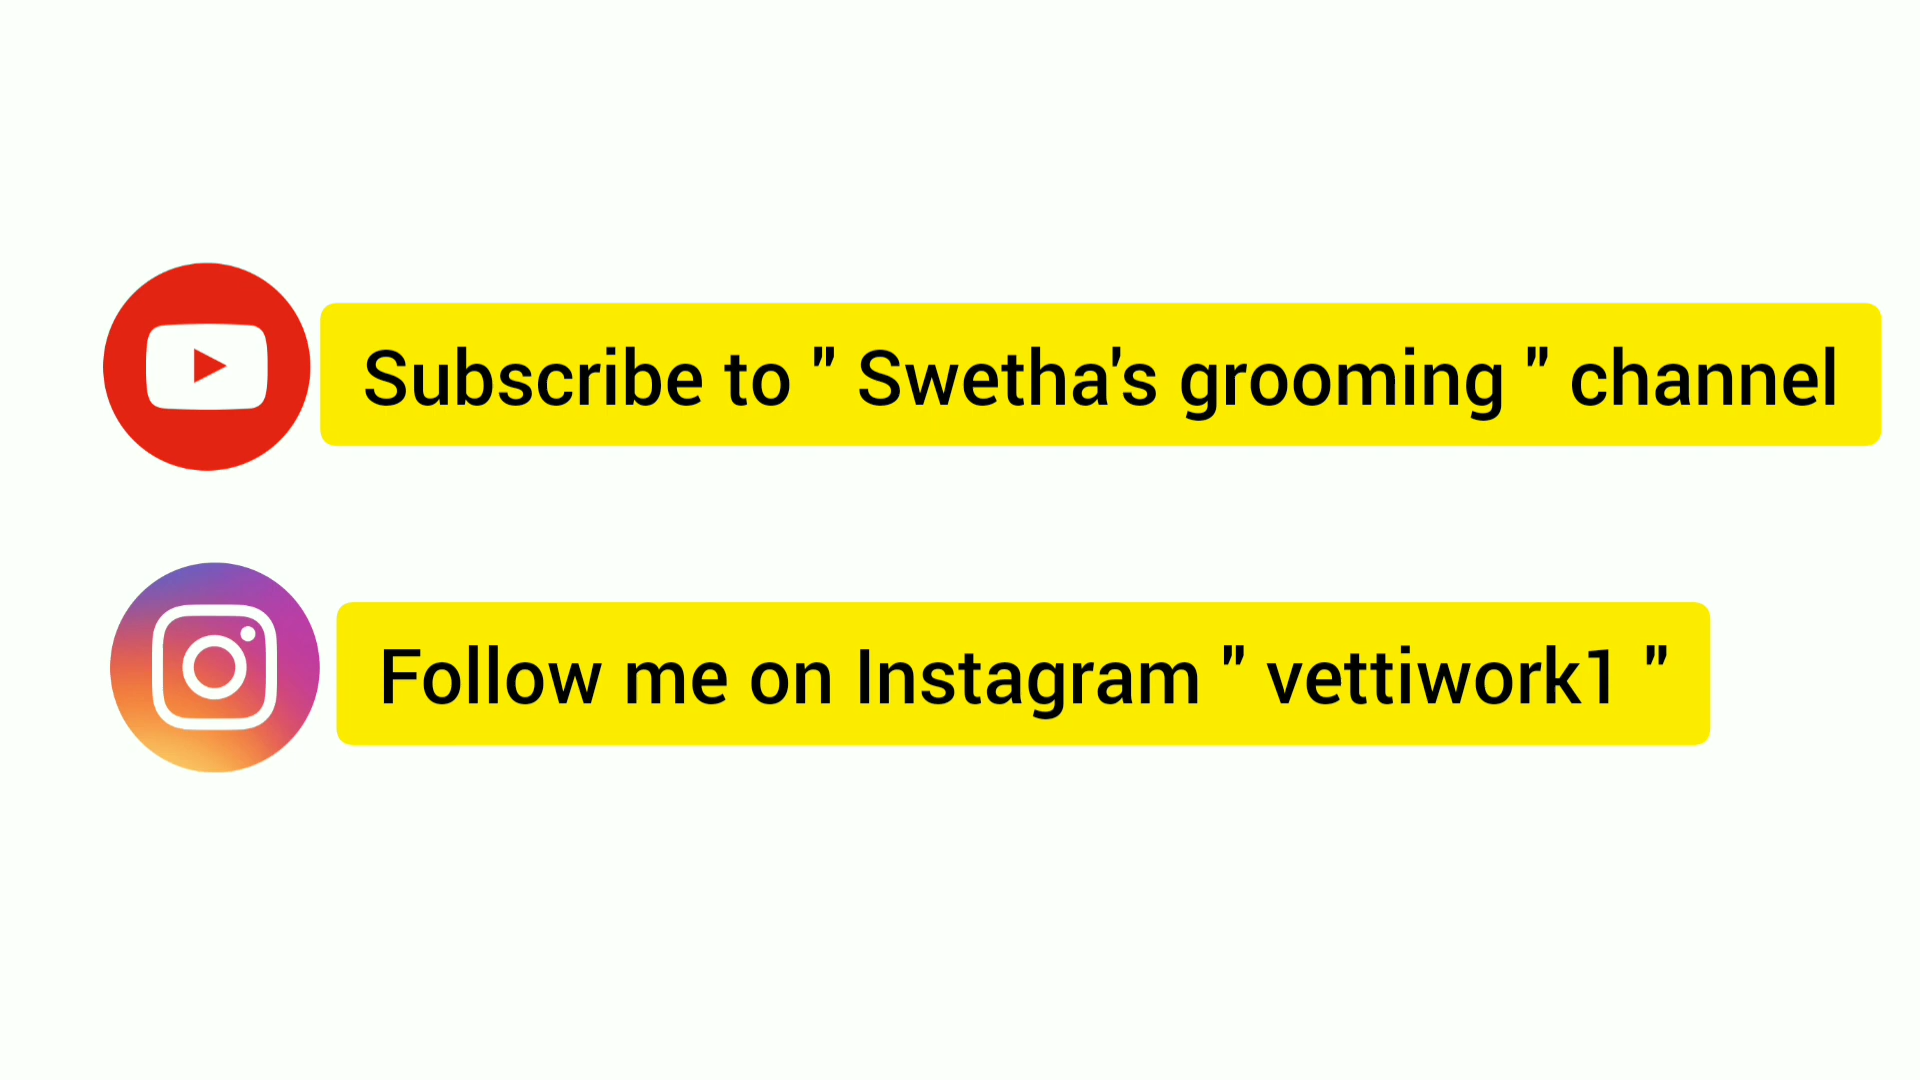 Subscribe to " Swetha's grooming " channel
Follow me on Instagram " vettiwork1 "